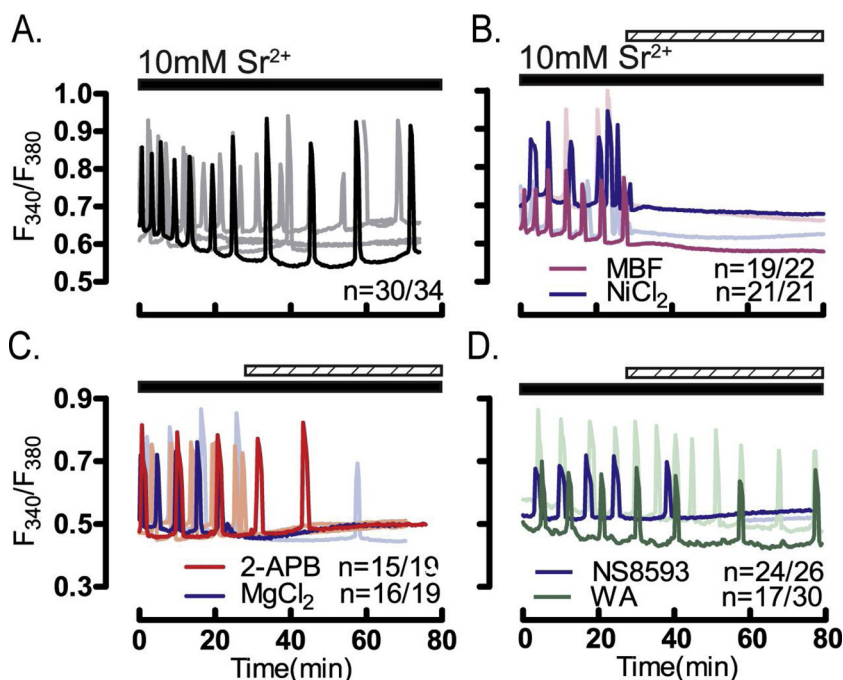 A.
10mM Sr²⁺
1.0
0.9
0.8
0.7
0.6
0.5
F₃₄₀/F₃₈₀
n=30/34
B.
10mM Sr²⁺
MBF n=19/22
NiCl₂ n=21/21
C.
0.9
0.7
0.5
0.3
F₃₄₀/F₃₈₀
2-APB n=15/19
MgCl₂ n=16/19
0 20 40 60 80
Time(min)
D.
NS8593 n=24/26
WA n=17/30
0 20 40 60 80
Time(min)